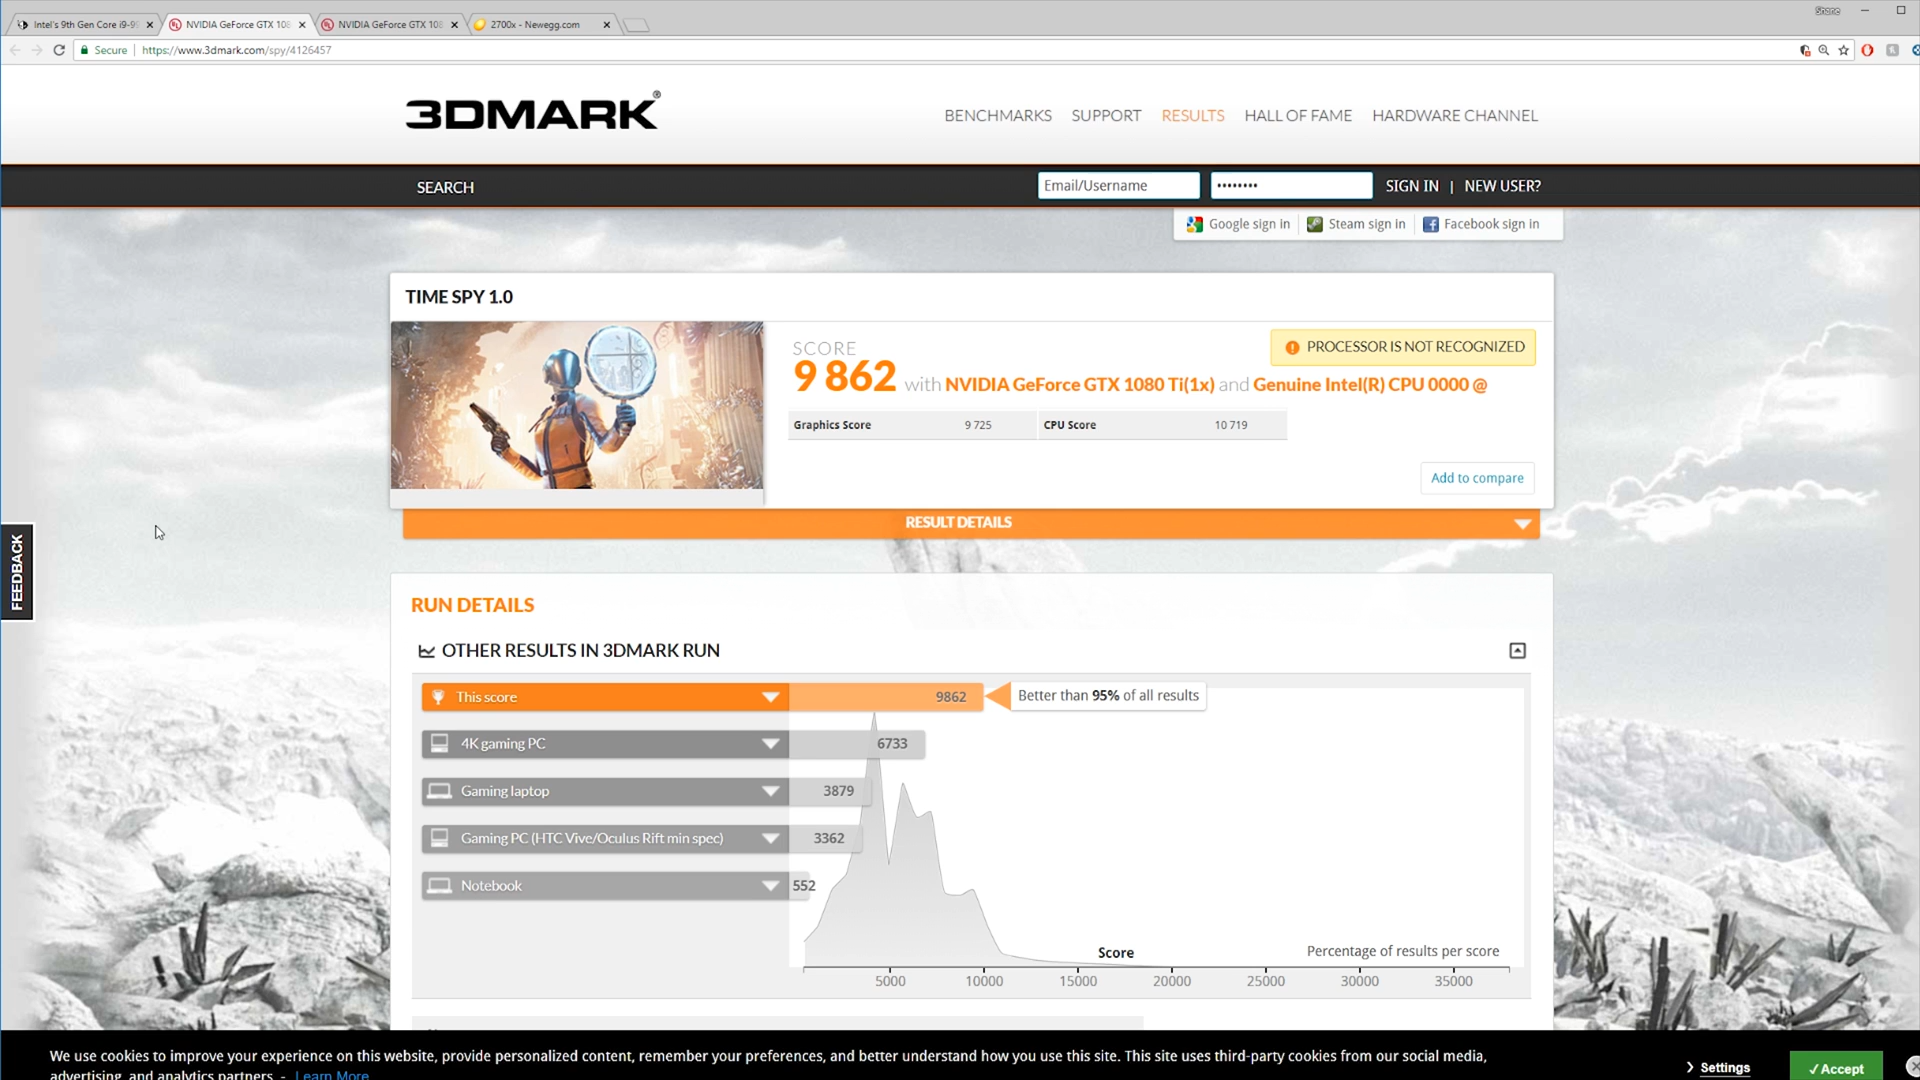 Intel's 9th Gen Core i9-9
NVIDIA GeForce GTX 108
NVIDIA GeForce GTX 108
2700x - Newegg.com
Shane
Secure
https://www.3dmark.com/spy/4126457
3DMARK®
BENCHMARKS
SUPPORT
RESULTS
HALL OF FAME
HARDWARE CHANNEL
SEARCH
Email/Username
••••••••
SIGN IN | NEW USER?
Google sign in
Steam sign in
Facebook sign in
TIME SPY 1.0
SCORE
PROCESSOR IS NOT RECOGNIZED
9 862 with NVIDIA GeForce GTX 1080 Ti(1x) and Genuine Intel(R) CPU 0000 @
Graphics Score 9 725 CPU Score 10 719
Add to compare
RESULT DETAILS
FEEDBACK
RUN DETAILS
OTHER RESULTS IN 3DMARK RUN
This score 9862 Better than 95% of all results
4K gaming PC 6733
Gaming laptop 3879
Gaming PC (HTC Vive/Oculus Rift min spec) 3362
Notebook 552
Score
Percentage of results per score
5000 10000 15000 20000 25000 30000 35000
We use cookies to improve your experience on this website, provide personalized content, remember your preferences, and better understand how you use this site. This site uses third-party cookies from our social media,
advertising, and analytics partners. - Learn More
Settings
✓ Accept